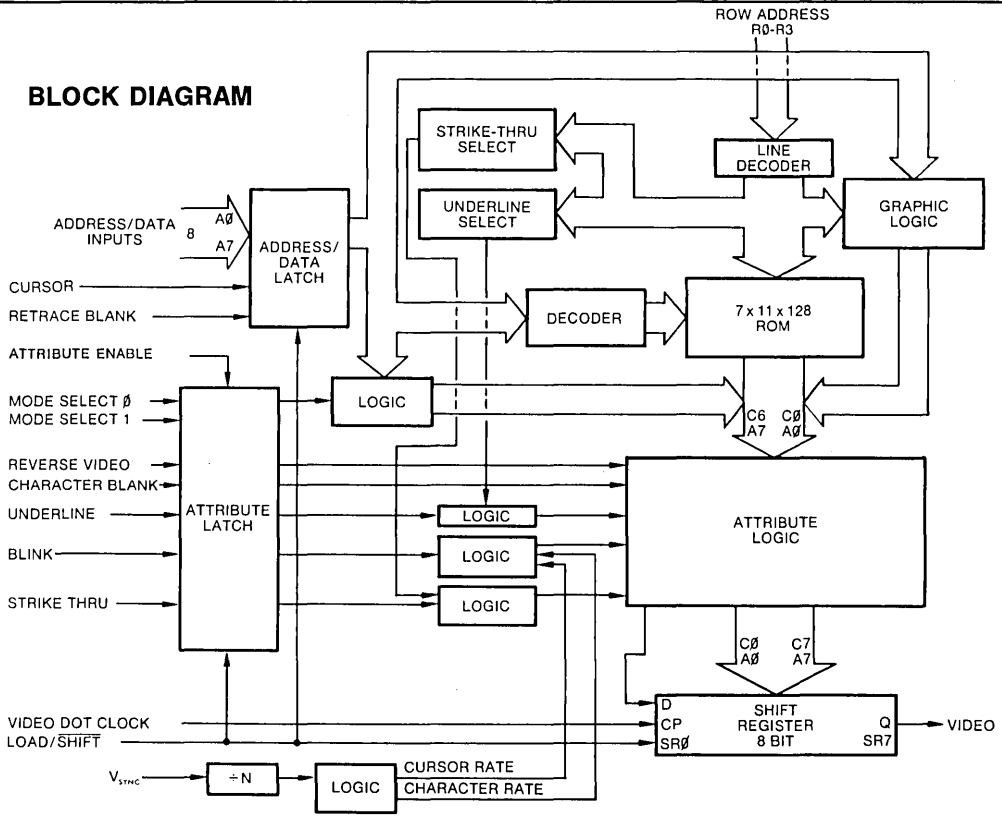 ROW ADDRESS
RØ-R3
BLOCK DIAGRAM
STRIKE-THRU
SELECT
LINE
DECODER
UNDERLINE
SELECT
GRAPHIC
LOGIC
ADDRESS/DATA
INPUTS
8
AØ
A7
ADDRESS/
DATA
LATCH
CURSOR
RETRACE BLANK
DECODER
7 x 11 x 128
ROM
ATTRIBUTE ENABLE
MODE SELECT Ø
MODE SELECT 1
LOGIC
C6
A7
CØ
AØ
REVERSE VIDEO
CHARACTER BLANK
UNDERLINE
BLINK
STRIKE THRU
ATTRIBUTE
LATCH
LOGIC
LOGIC
LOGIC
ATTRIBUTE
LOGIC
CØ
AØ
C7
A7
VIDEO DOT CLOCK
LOAD/SHIFT
D
CP
SRØ
SHIFT
REGISTER
8 BIT
Q
SR7
VIDEO
VSYNC
÷N
LOGIC
CURSOR RATE
CHARACTER RATE